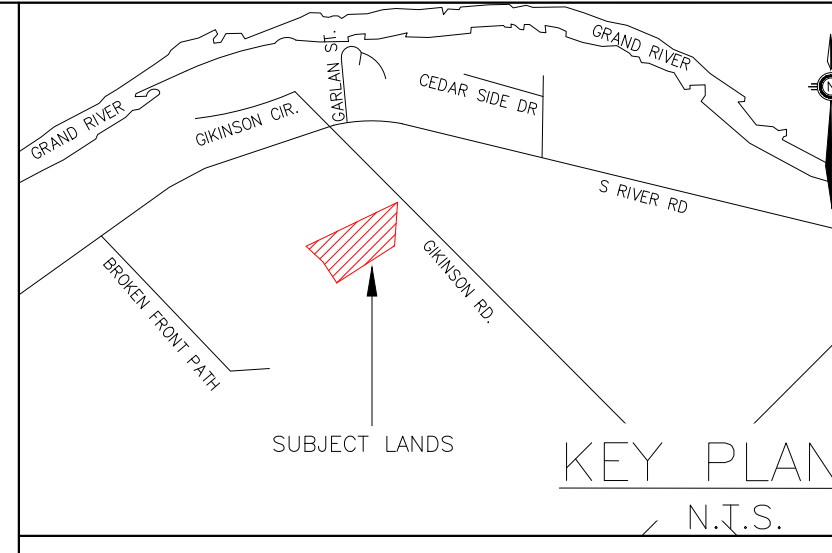 GRAND RIVER
GARLAN ST.
GRAND RIVER
CEDAR SIDE DR
GIKINSON CIR.
N
S RIVER RD
GIKINSON RD.
BROKEN FRONT PATH
SUBJECT LANDS
KEY PLAN
N.T.S.